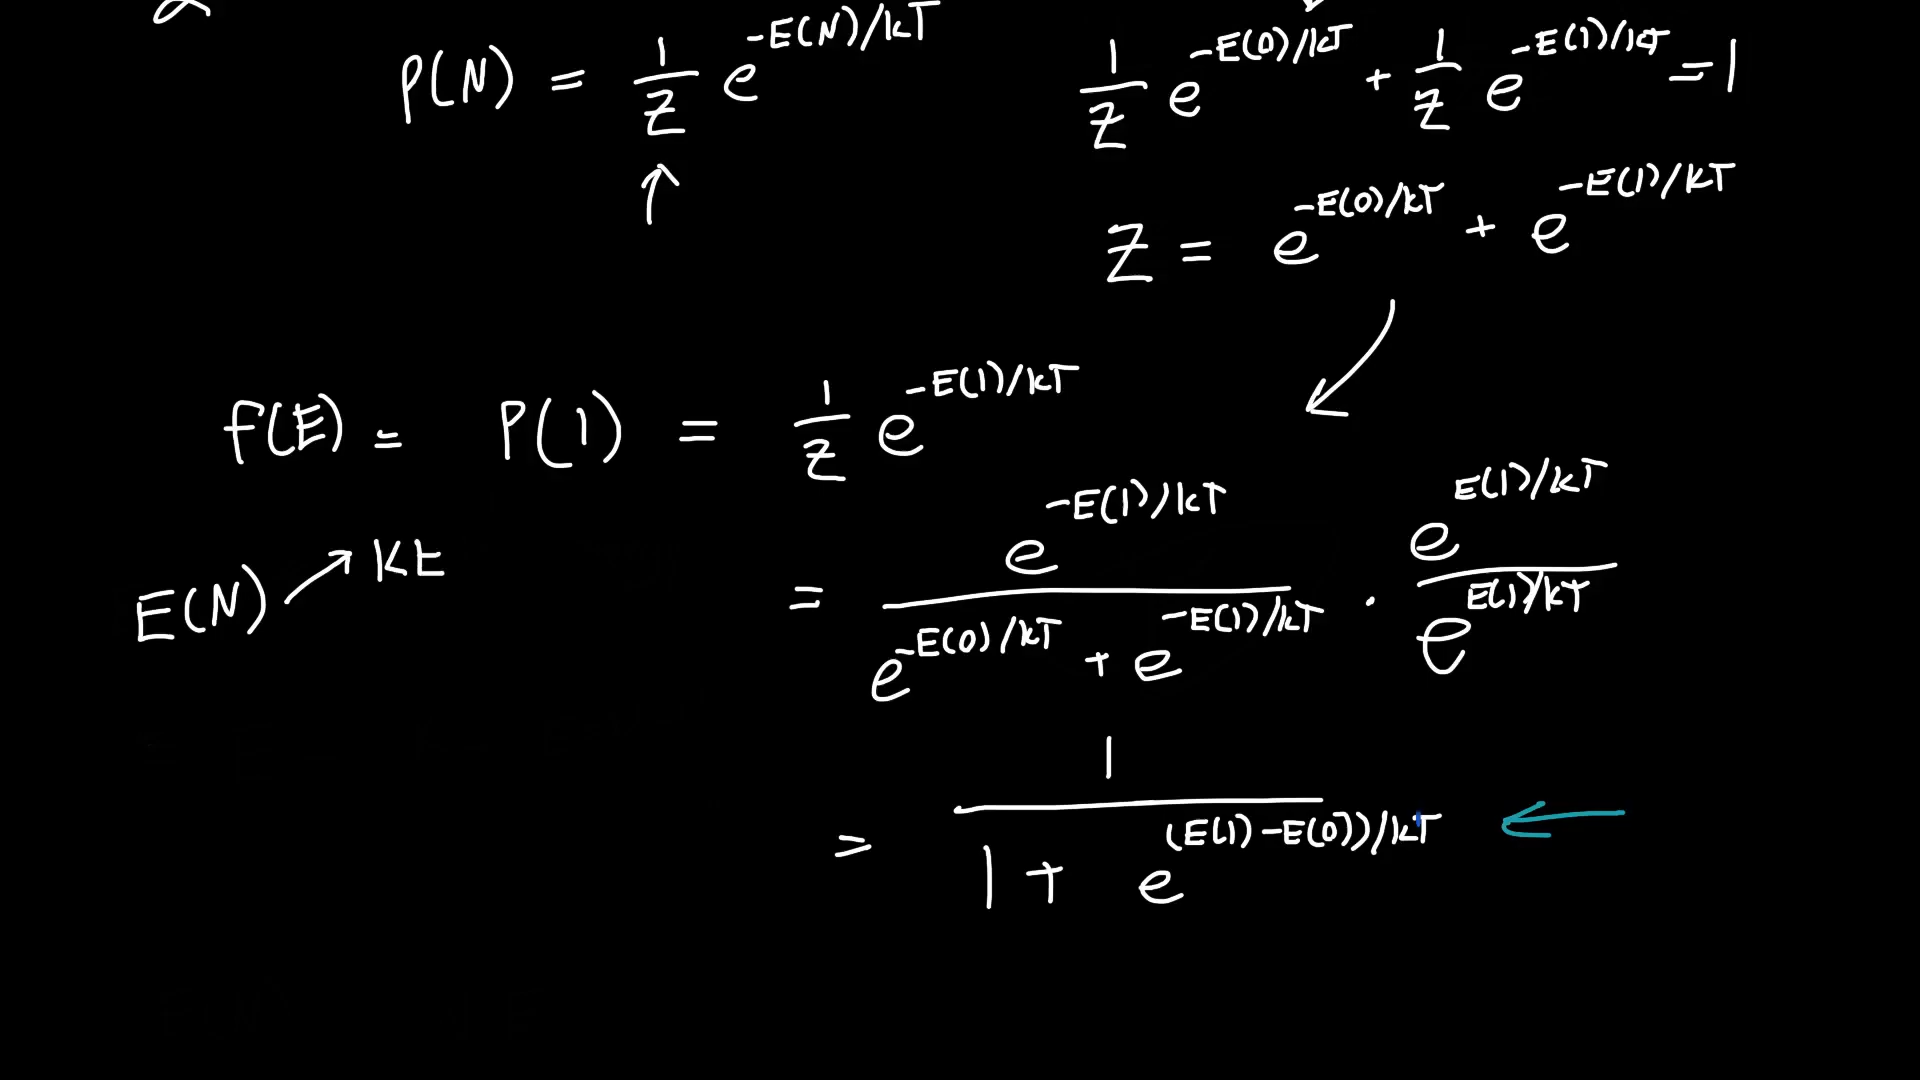 P(N) = 1/Z e^{-E(N)/kT}
1/Z e^{-E(0)/kT} + 1/Z e^{-E(1)/kT} = 1
Z = e^{-E(0)/kT} + e^{-E(1)/kT}
f(E) = P(1) = 1/Z e^{-E(1)/kT}
E(N) → KE
= e^{-E(1)/kT} / (e^{-E(0)/kT} + e^{-E(1)/kT}) · e^{E(1)/kT} / e^{E(1)/kT}
= 1 / (1 + e^{(E(1) - E(0))/kT})